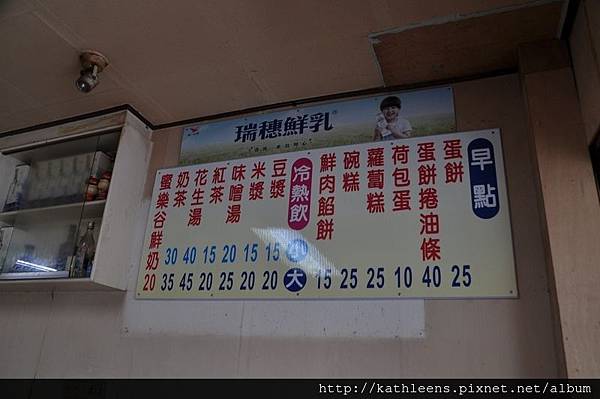 瑞穗鮮乳
早點
蛋餅 25
蛋餅捲油條 40
荷包蛋 10
蘿蔔糕 25
碗糕 25
鮮肉餡餅 15
冷熱飲 小 大
豆漿 15 20
米漿 15 20
味噌湯 20 25
紅茶 15 20
花生湯 40 45
奶茶 30 35
蜜樂谷鮮奶 20
http://kathleens.pixnet.net/album